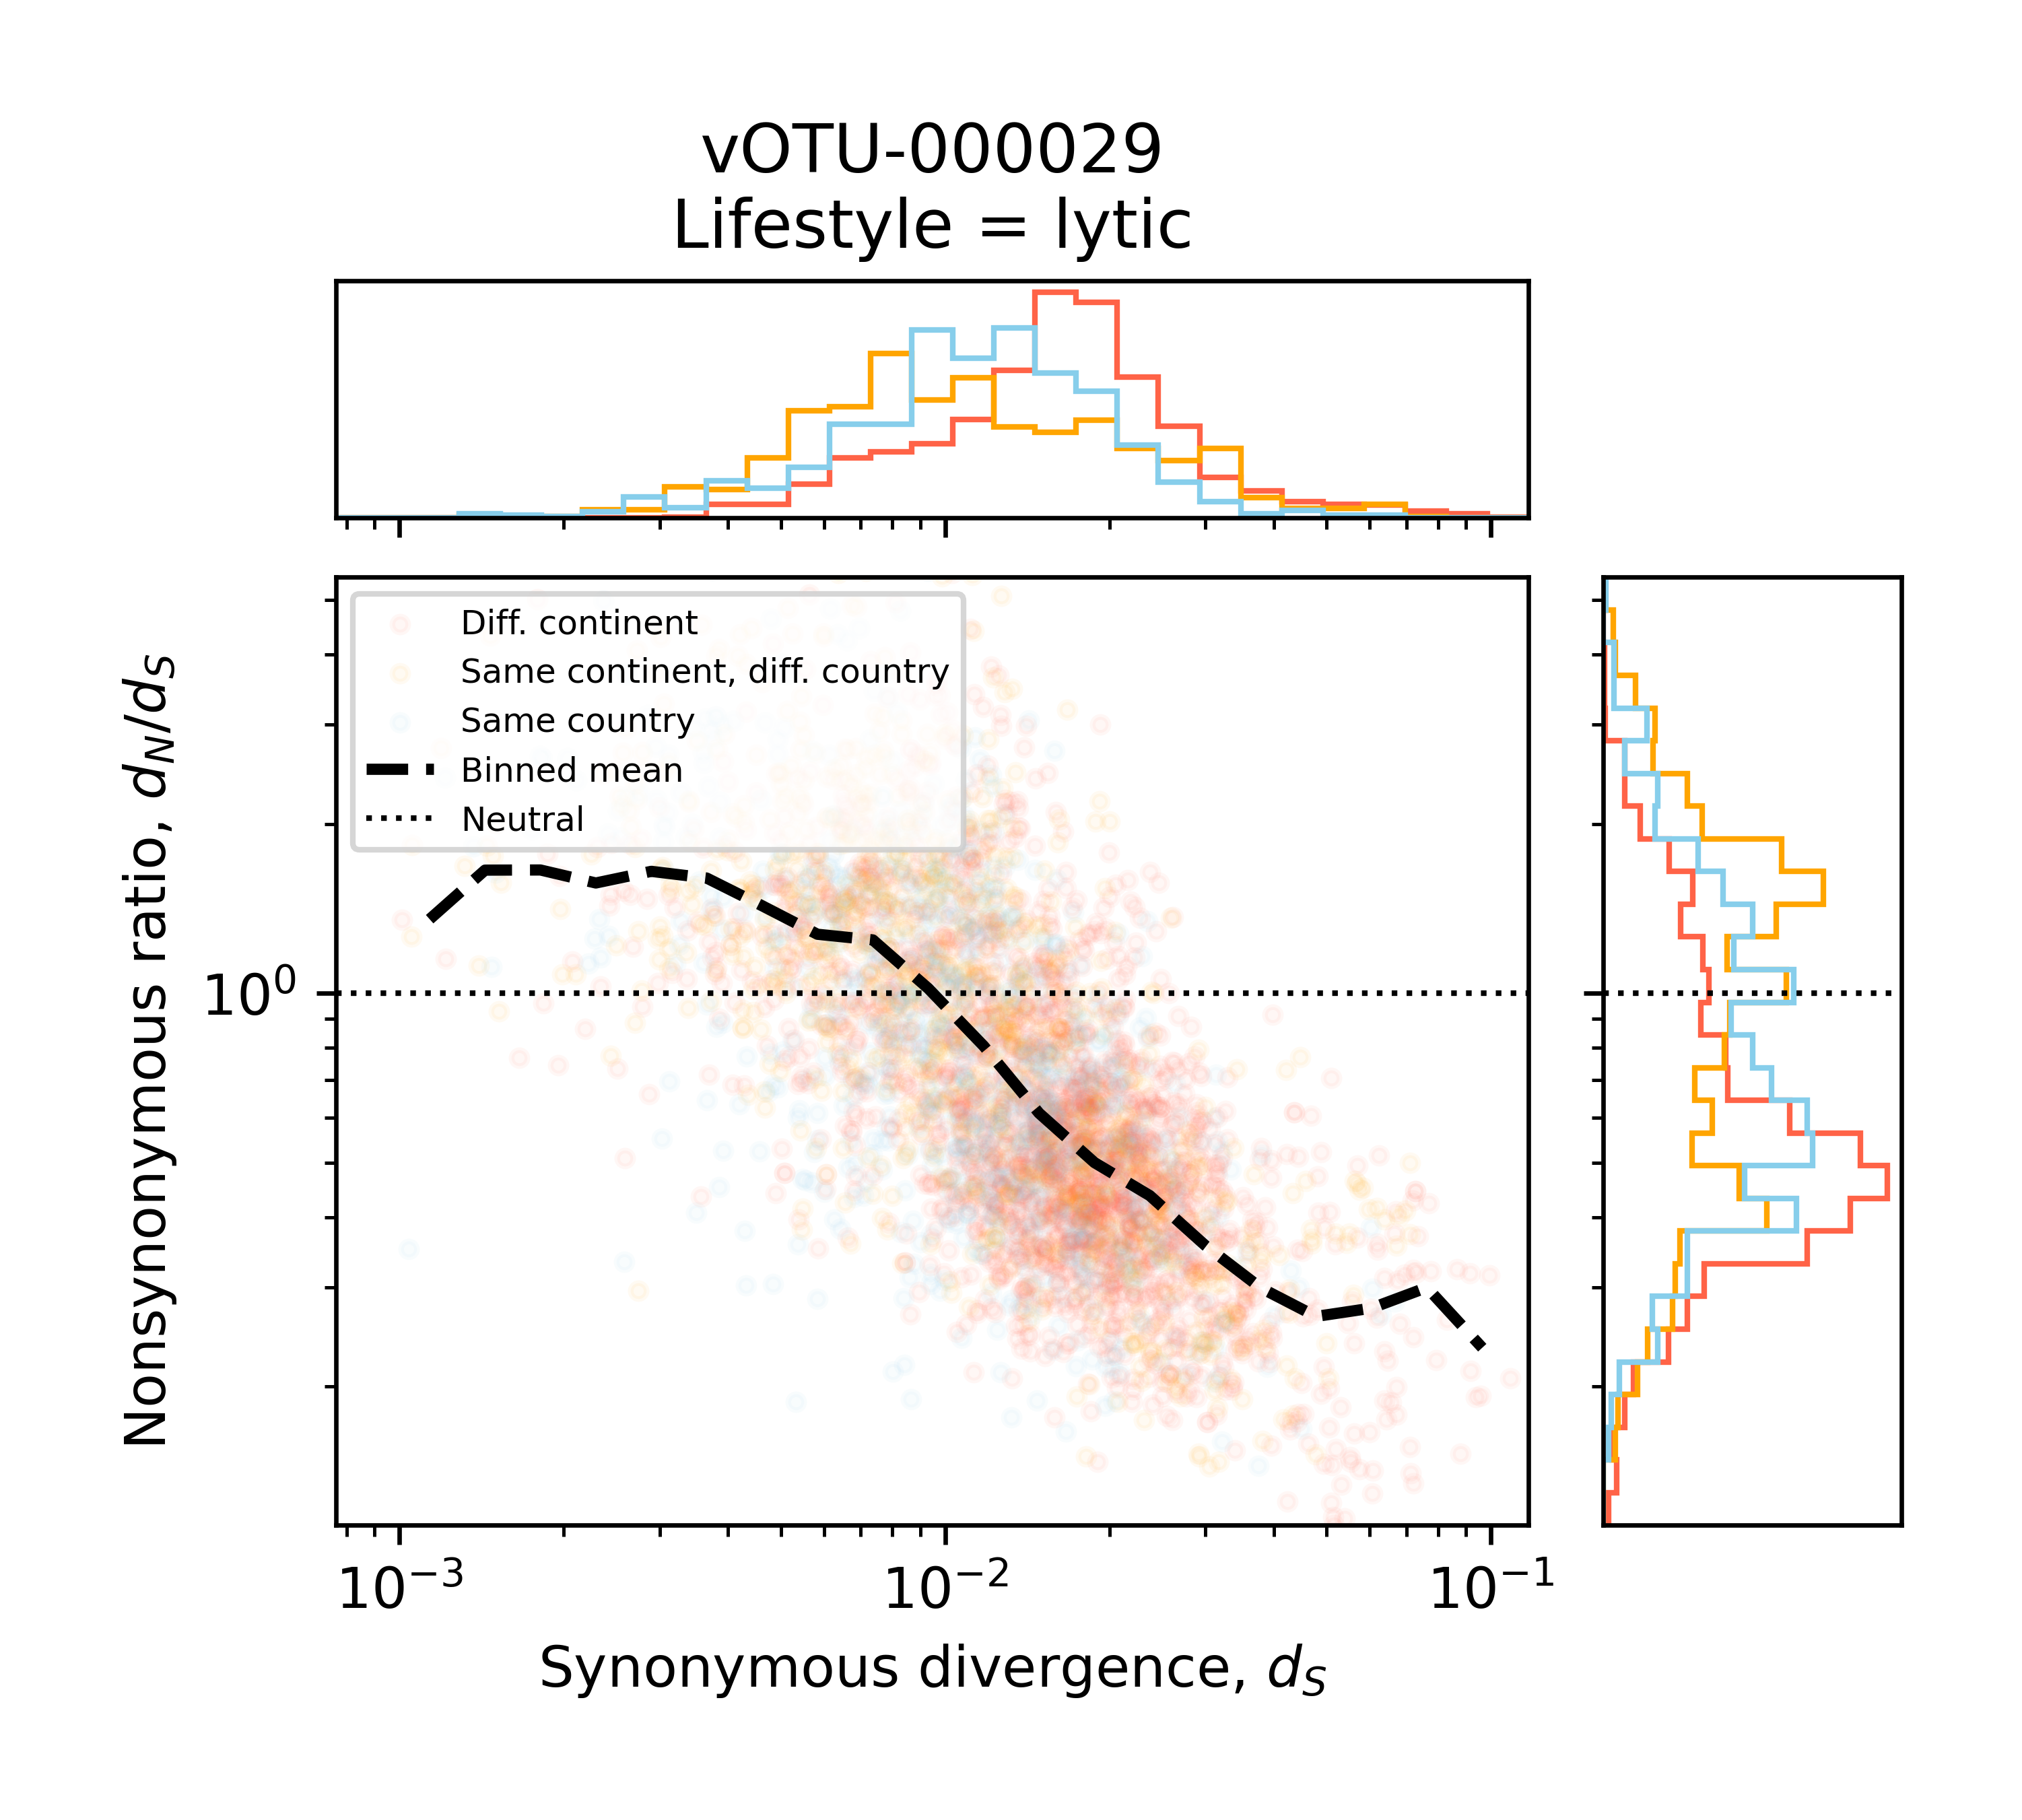 vOTU-000029
Lifestyle = lytic
Diff. continent
Same continent, diff. country
Same country
Binned mean
Neutral
Nonsynonymous ratio, d_N/d_S
10^0
10^−3
10^−2
10^−1
Synonymous divergence, d_S